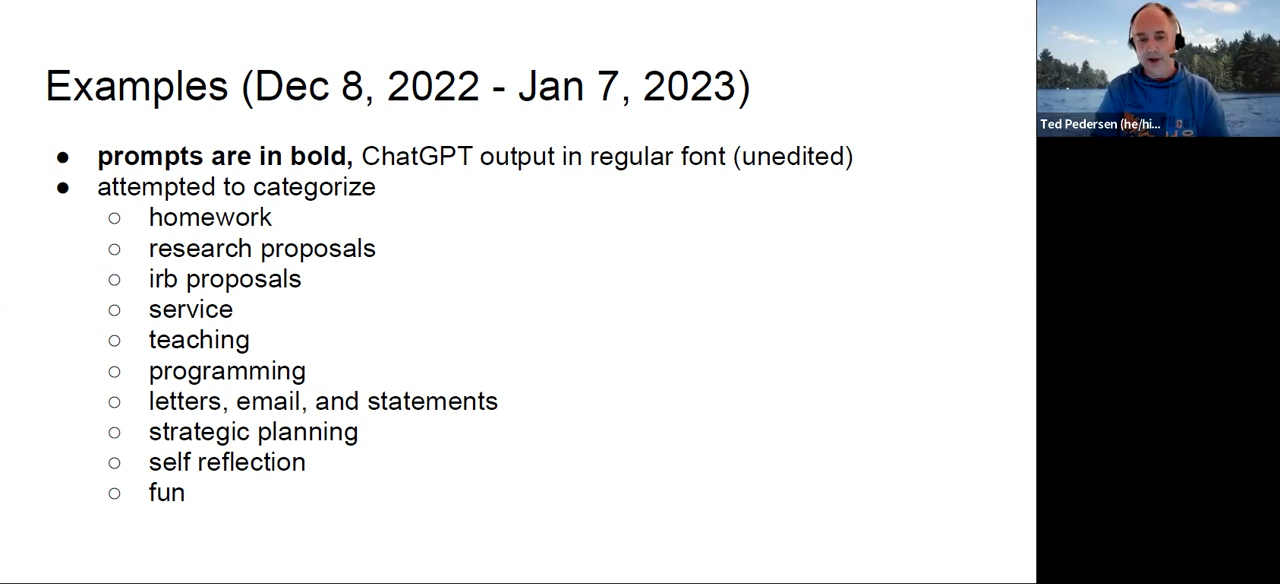 Examples (Dec 8, 2022 - Jan 7, 2023)
● prompts are in bold, ChatGPT output in regular font (unedited)
● attempted to categorize
○ homework
○ research proposals
○ irb proposals
○ service
○ teaching
○ programming
○ letters, email, and statements
○ strategic planning
○ self reflection
○ fun
Ted Pedersen (he/hi...